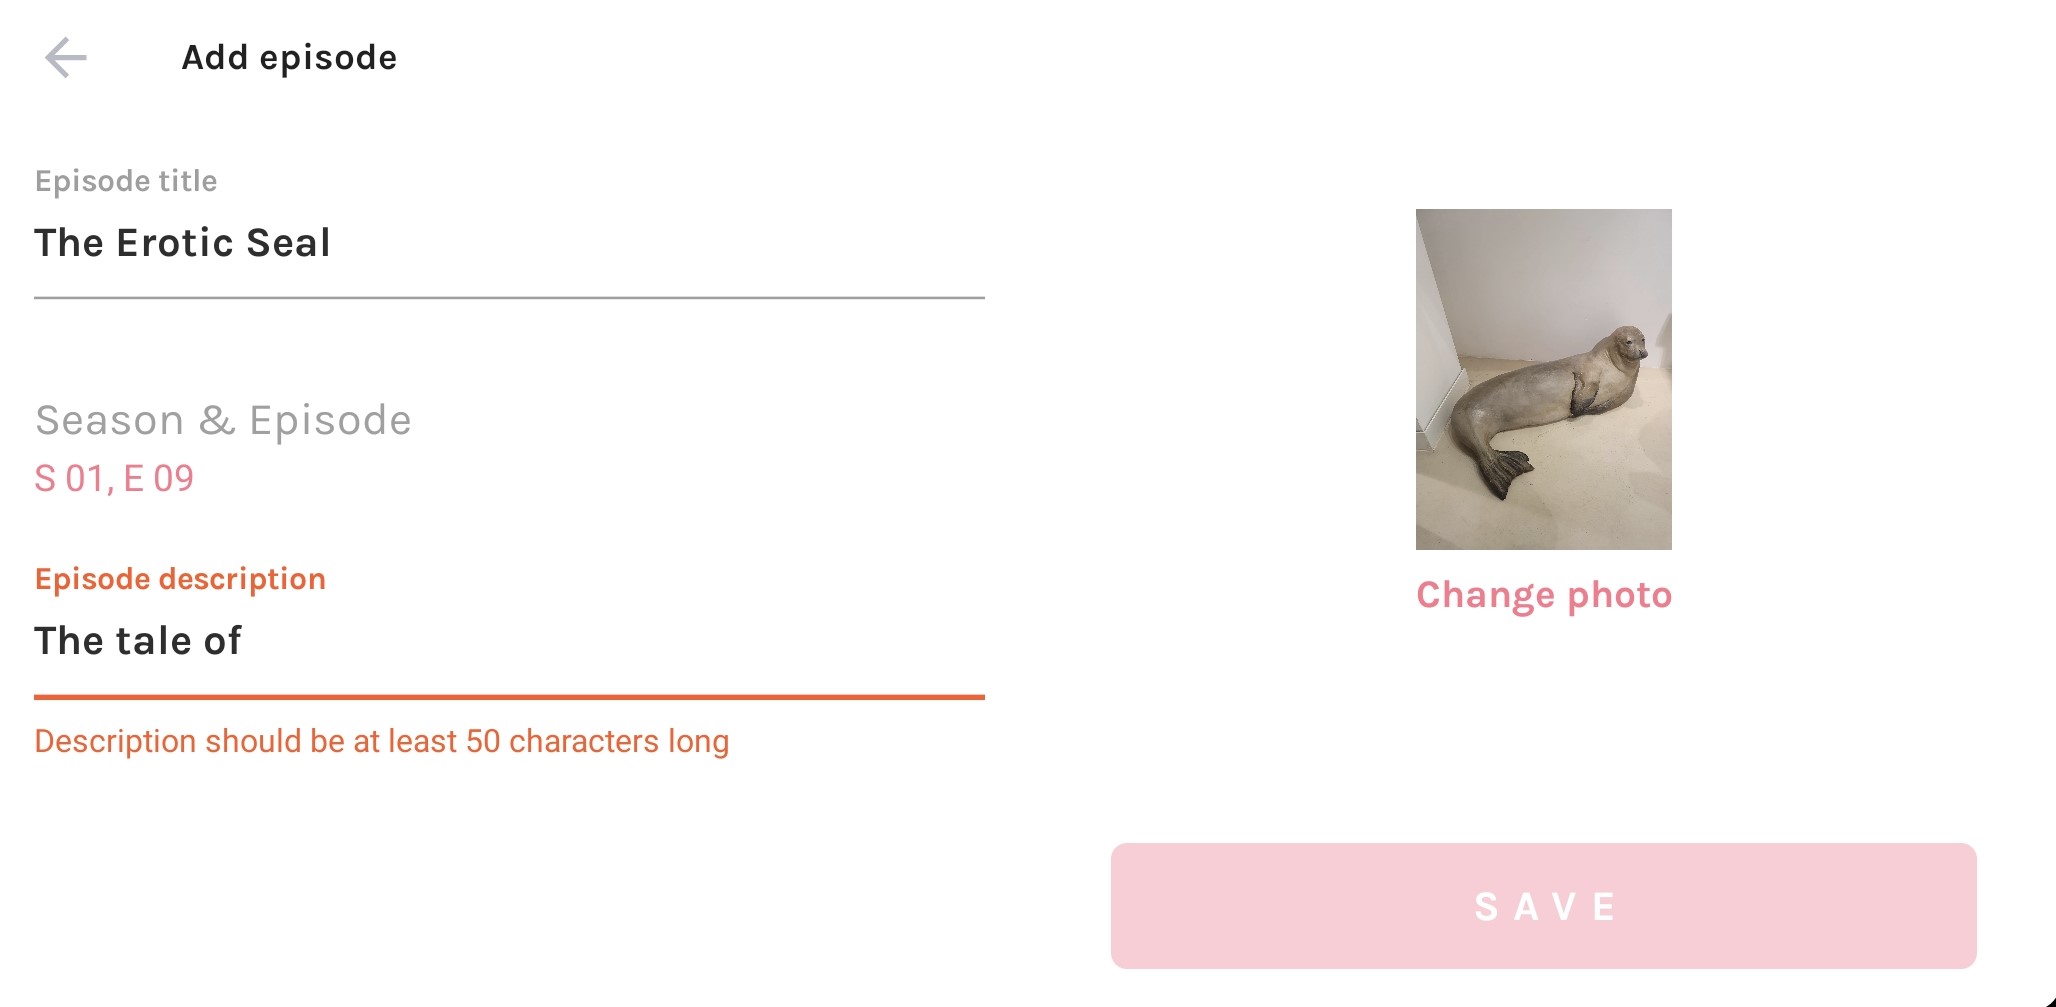 Add episode
Episode title
The Erotic Seal
Season & Episode
S 01, E 09
Episode description
The tale of
Description should be at least 50 characters long
Change photo
SAVE